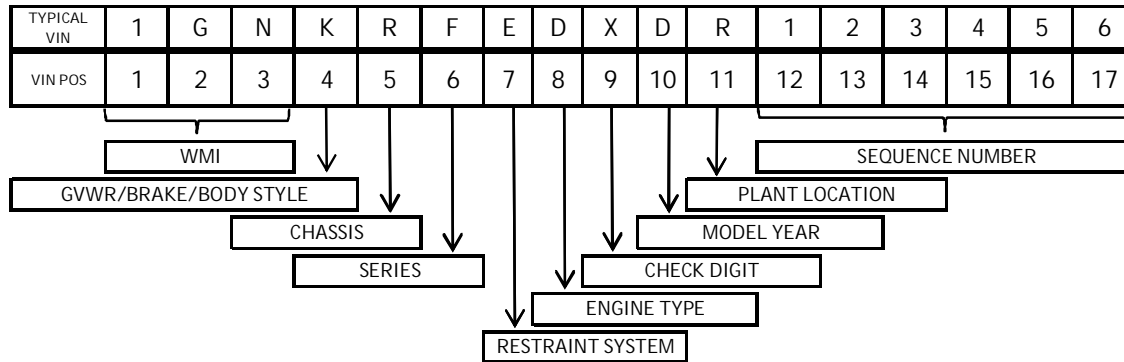 TYPICAL VIN 1 G N K R F E D X D R 1 2 3 4 5 6
VIN POS 1 2 3 4 5 6 7 8 9 10 11 12 13 14 15 16 17
WMI SEQUENCE NUMBER
GVWR/BRAKE/BODY STYLE PLANT LOCATION
CHASSIS MODEL YEAR
SERIES CHECK DIGIT
ENGINE TYPE
RESTRAINT SYSTEM